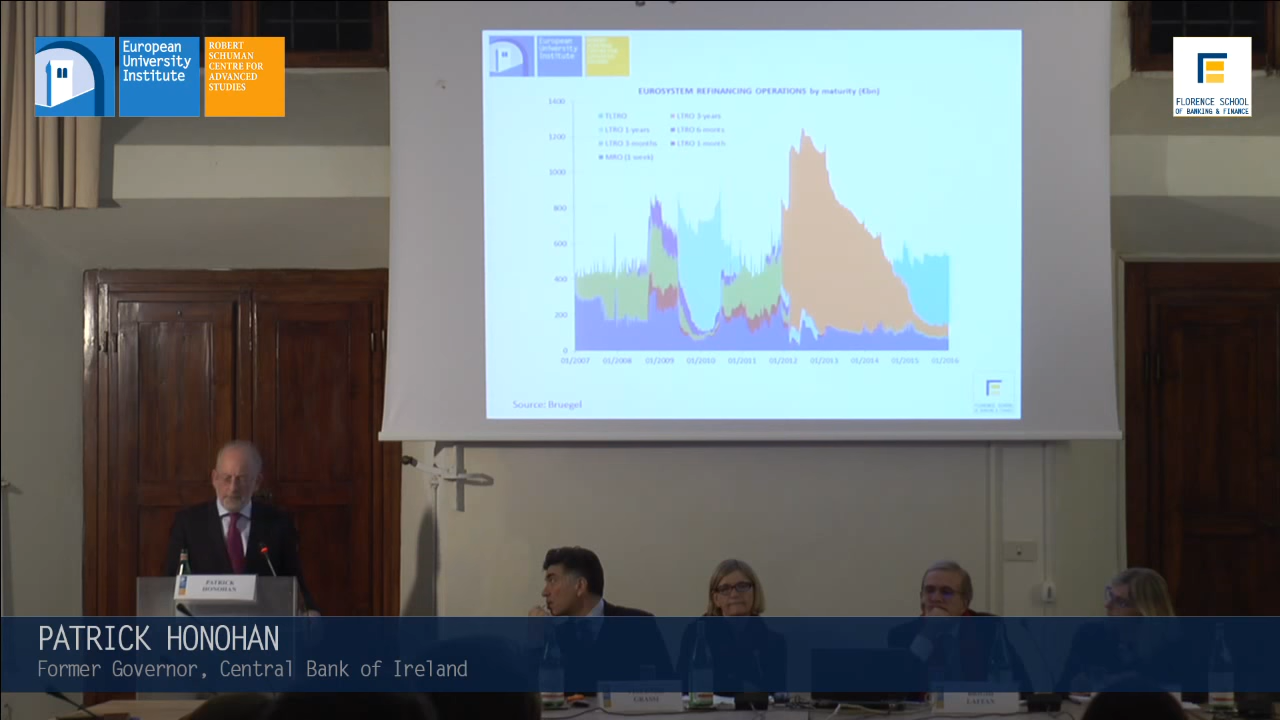 European
University
Institute
ROBERT
SCHUMAN
CENTRE FOR
ADVANCED
STUDIES
FLORENCE SCHOOL
OF BANKING & FINANCE
European
University
Institute
EUROSYSTEM REFINANCING OPERATIONS by maturity (€bn)
1400
1200
1000
800
600
400
200
0
TLTRO
LTRO 3 years
LTRO 1 years
LTRO 6 monts
LTRO 3 months
LTRO 1 month
MRO (1 week)
01/2007 01/2008 01/2009 01/2010 01/2011 01/2012 01/2013 01/2014 01/2015 01/2016
Source: Bruegel
PATRICK
HONOHAN
PATRICK HONOHAN
Former Governor, Central Bank of Ireland